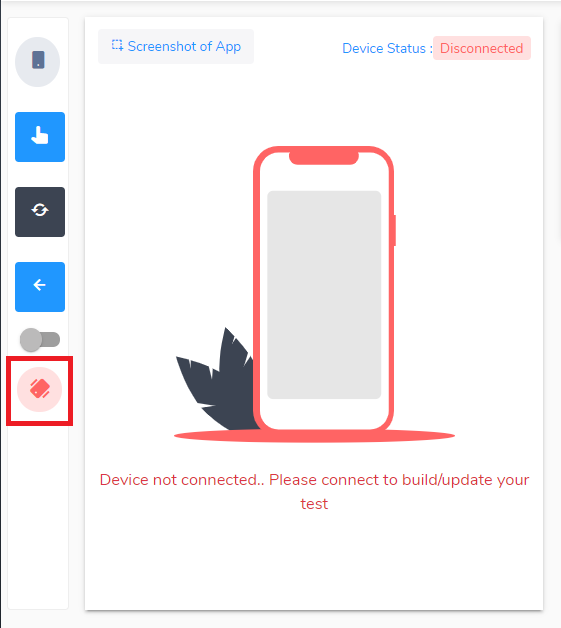 Screenshot of App
Device Status : Disconnected
Device not connected.. Please connect to build/update your
test